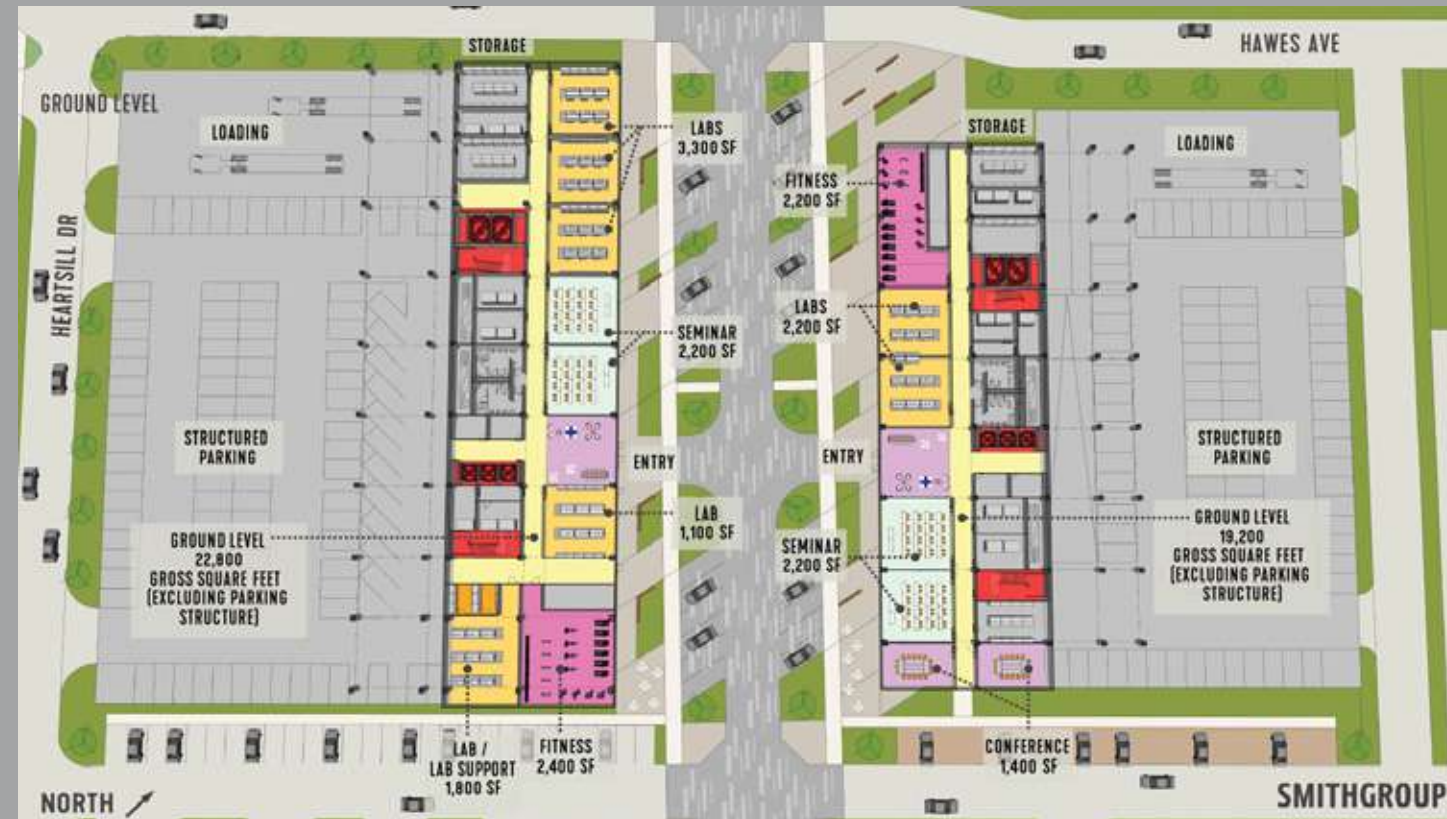 STORAGE
HAWES AVE
GROUND LEVEL
LOADING
LABS
3,300 SF
STORAGE
LOADING
FITNESS
2,200 SF
HEARTSILL DR
LABS
2,200 SF
SEMINAR
2,200 SF
STRUCTURED
PARKING
ENTRY
ENTRY
STRUCTURED
PARKING
LAB
1,100 SF
GROUND LEVEL
22,800
GROSS SQUARE FEET
(EXCLUDING PARKING
STRUCTURE)
SEMINAR
2,200 SF
GROUND LEVEL
19,200
GROSS SQUARE FEET
(EXCLUDING PARKING
STRUCTURE)
LAB /
LAB SUPPORT
1,800 SF
FITNESS
2,400 SF
CONFERENCE
1,400 SF
NORTH
SMITHGROUP